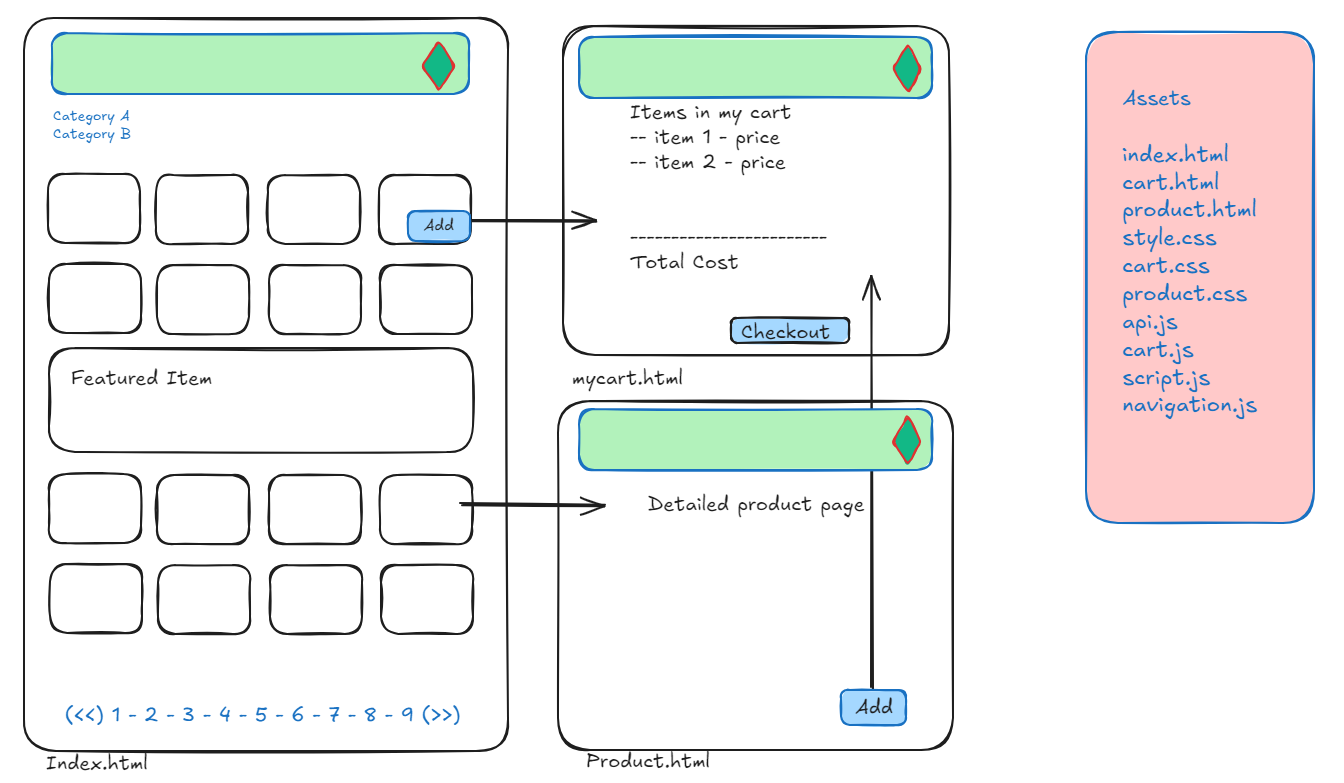 Category A
Category B
Add
Featured Item
(<<) 1 - 2 - 3 - 4 - 5 - 6 - 7 - 8 - 9 (>>)
Index.html
Items in my cart
-- item 1 - price
-- item 2 - price
------------------------
Total Cost
Checkout
mycart.html
Detailed product page
Add
Product.html
Assets
index.html
cart.html
product.html
style.css
cart.css
product.css
api.js
cart.js
script.js
navigation.js